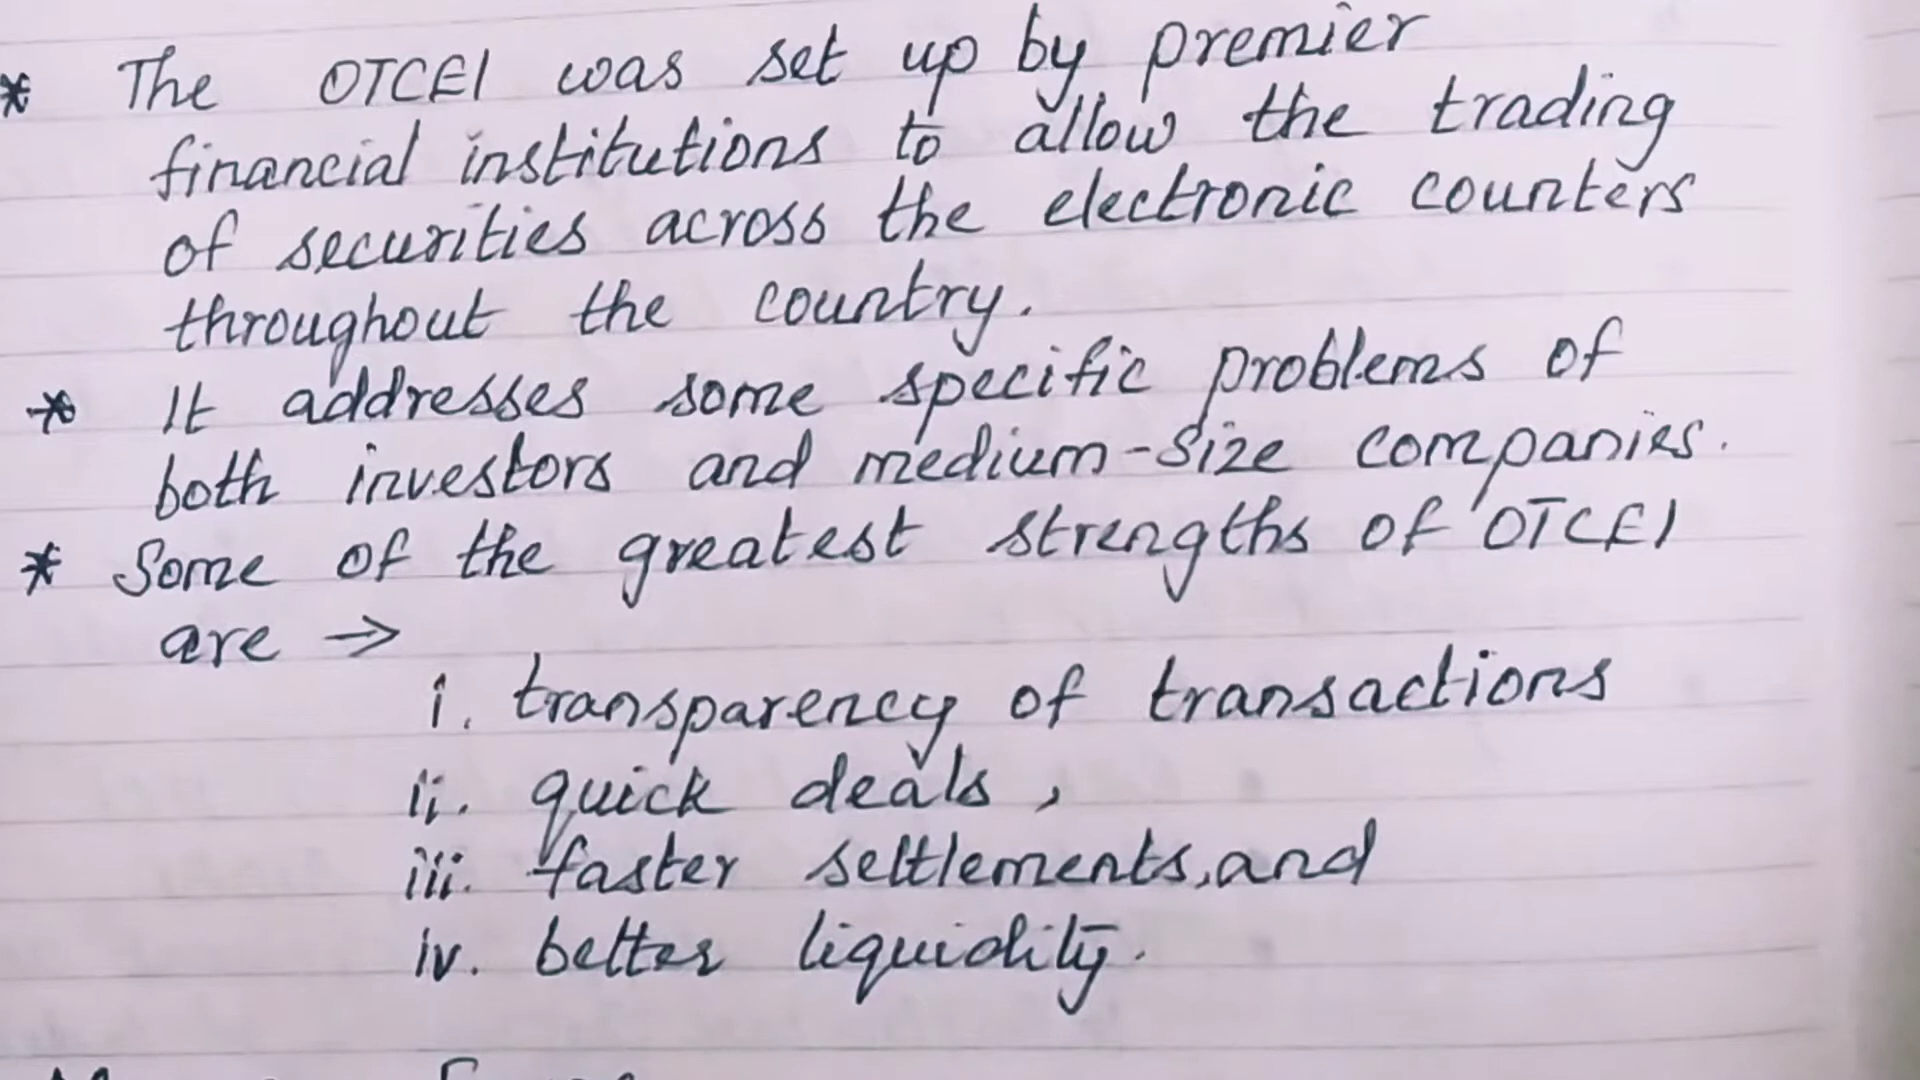 * The OTCEI was set up by premier
financial institutions to allow the trading
of securities across the electronic counters
throughout the country.
* It addresses some specific problems of
both investors and medium-size companies.
* Some of the greatest strengths of OTCEI
are →
i. transparency of transactions
ii. quick deals,
iii. faster settlements, and
iv. better liquidity.